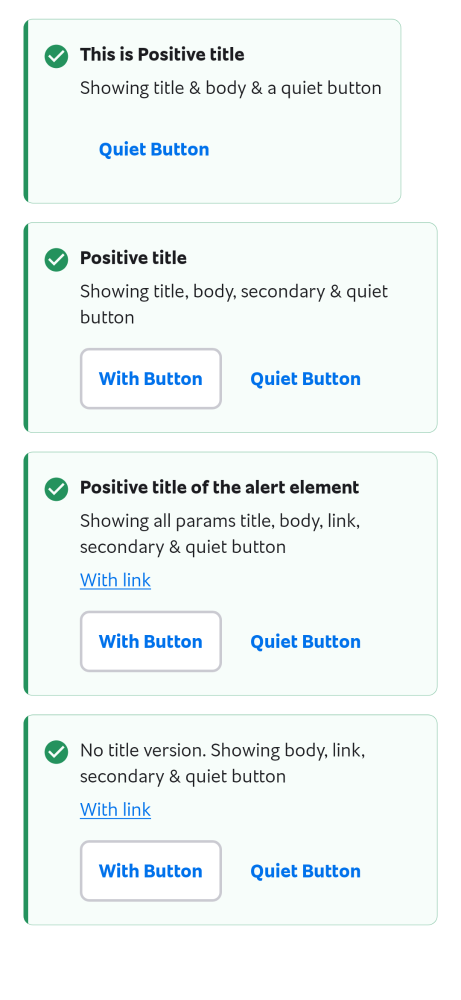 This is Positive title
Showing title & body & a quiet button
Quiet Button
Positive title
Showing title, body, secondary & quiet
button
With Button
Quiet Button
Positive title of the alert element
Showing all params title, body, link,
secondary & quiet button
With link
With Button
Quiet Button
No title version. Showing body, link,
secondary & quiet button
With link
With Button
Quiet Button